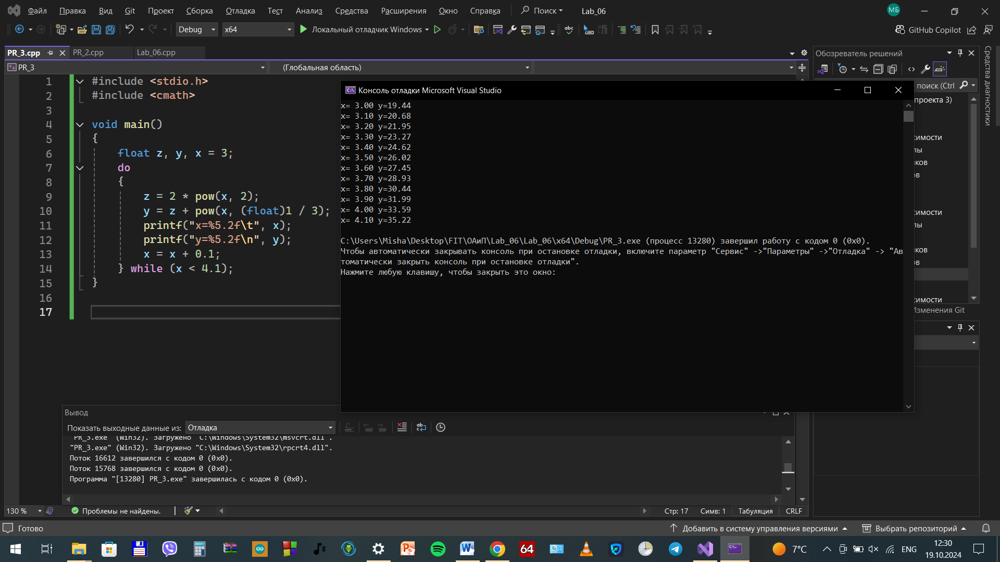 Файл Правка Вид Git Проект Сборка Отладка Тест Анализ Средства Расширения Окно Справка Поиск Lab_06 МБ
Debug x64 Локальный отладчик Windows abc GitHub Copilot
PR_3.cpp PR_2.cpp Lab_06.cpp
PR_3 (Глобальная область)
1 #include <stdio.h>
2 #include <cmath>
3
4 void main()
5 {
6 float z, y, x = 3;
7 do
8 {
9 z = 2 * pow(x, 2);
10 y = z + pow(x, (float)1 / 3);
11 printf("x=%5.2f\t", x);
12 printf("y=%5.2f\n", y);
13 x = x + 0.1;
14 } while (x < 4.1);
15 }
16
17
Консоль отладки Microsoft Visual Studio
x= 3.00 y=19.44
x= 3.10 y=20.68
x= 3.20 y=21.95
x= 3.30 y=23.27
x= 3.40 y=24.62
x= 3.50 y=26.02
x= 3.60 y=27.45
x= 3.70 y=28.93
x= 3.80 y=30.44
x= 3.90 y=31.99
x= 4.00 y=33.59
x= 4.10 y=35.22
C:\Users\Misha\Desktop\FIT\ОАиП\Lab_06\Lab_06\x64\Debug\PR_3.exe (процесс 13280) завершил работу с кодом 0 (0x0).
Чтобы автоматически закрывать консоль при остановке отладки, включите параметр "Сервис" ->"Параметры" ->"Отладка" -> "Ав
томатически закрыть консоль при остановке отладки".
Нажмите любую клавишу, чтобы закрыть это окно:
Обозреватель решений
поиск (Ctrl
проекта 3)
Изменения Git
Средства диагностики
Вывод
Показать выходные данные из: Отладка
"PR_3.exe" (Win32). Загружено "C:\Windows\System32\msvcrt.dll".
"PR_3.exe" (Win32). Загружено "C:\Windows\System32\rpcrt4.dll".
Поток 16612 завершился с кодом 0 (0x0).
Поток 15768 завершился с кодом 0 (0x0).
Программа "[13280] PR_3.exe" завершилась с кодом 0 (0x0).
130 % Проблемы не найдены. Стр: 17 Симв: 1 Табуляция CRLF
Готово Добавить в систему управления версиями Выбрать репозиторий
64 7°C ENG 12:30
19.10.2024